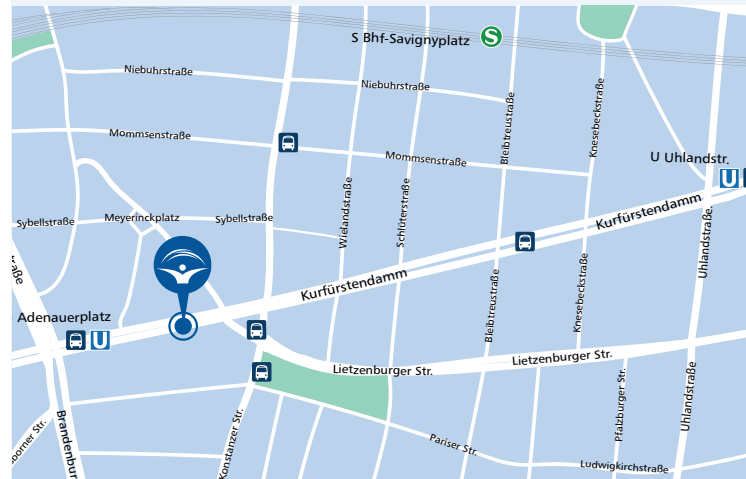 S Bhf-Savignyplatz
S
Niebuhrstraße
Niebuhrstraße
Mommsenstraße
Mommsenstraße
Bleibtreustraße
Knesebeckstraße
U Uhlandstr.
U
Sybellstraße
Meyerinckplatz
Sybellstraße
Wielandstraße
Schlüterstraße
Kurfürstendamm
Kurfürstendamm
Uhlandstraße
Adenauerplatz
U
Bleibtreustraße
Knesebeckstraße
Lietzenburger Str.
Lietzenburger Str.
Pfalzburger Str.
Uhlandstraße
Konstanzer Str.
Pariser Str.
Ludwigkirchstraße